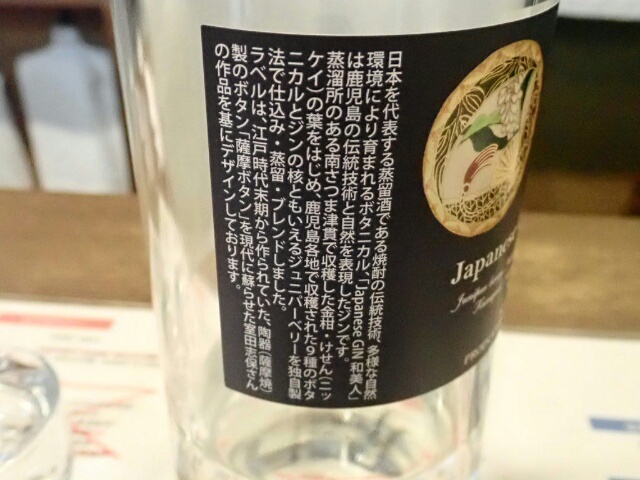 日本を代表する蒸留酒である焼酎の伝統技術、多様な自然
環境により育まれるボタニカル、「Japanese GIN 和美人」
は鹿児島の伝統技術と自然を表現したジンです。
蒸溜所のある南さつま津貫で収穫した金柑・けせん（ニッ
ケイ）の葉をはじめ、鹿児島各地で収穫された9種のボタ
ニカルとジンの核ともいえるジュニパーベリーを独自製
法で仕込み・蒸留・ブレンドしました。
ラベルは、江戸時代末期から作られていた、陶器（薩摩焼）
製のボタン「薩摩ボタン」を現代に蘇らせた室田志保さん
の作品を基にデザインしております。
Japanese